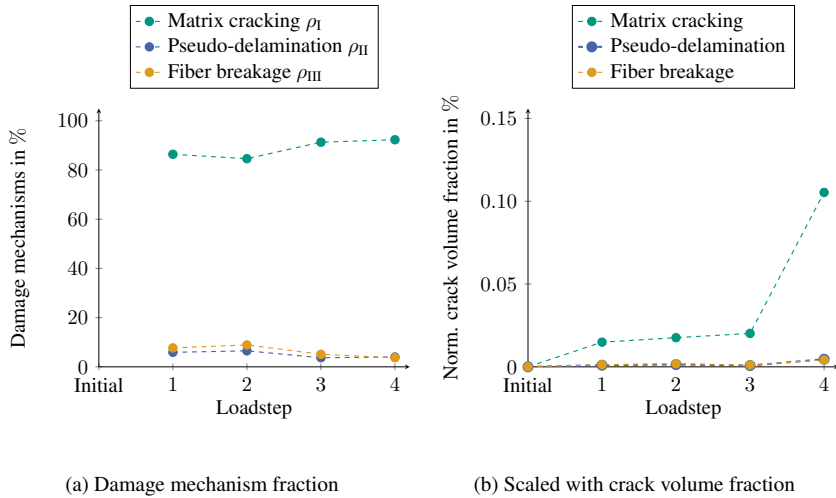 Matrix cracking ρI
Pseudo-delamination ρII
Fiber breakage ρIII
Damage mechanisms in %
100
80
60
40
20
0
Initial 1 2 3 4
Loadstep
(a) Damage mechanism fraction
Matrix cracking
Pseudo-delamination
Fiber breakage
Norm. crack volume fraction in %
0.15
0.10
0.05
0
Initial 1 2 3 4
Loadstep
(b) Scaled with crack volume fraction